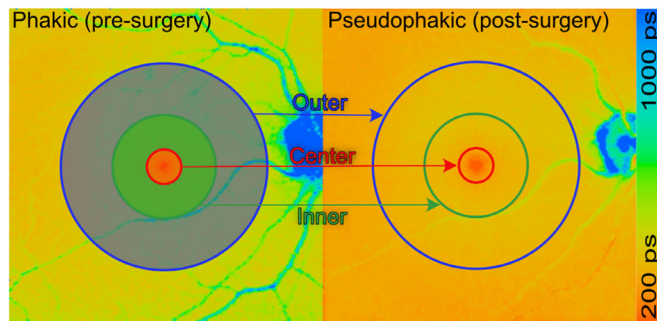 Phakic (pre-surgery)
Pseudophakic (post-surgery)
Outer
Center
Inner
1000 ps
200 ps